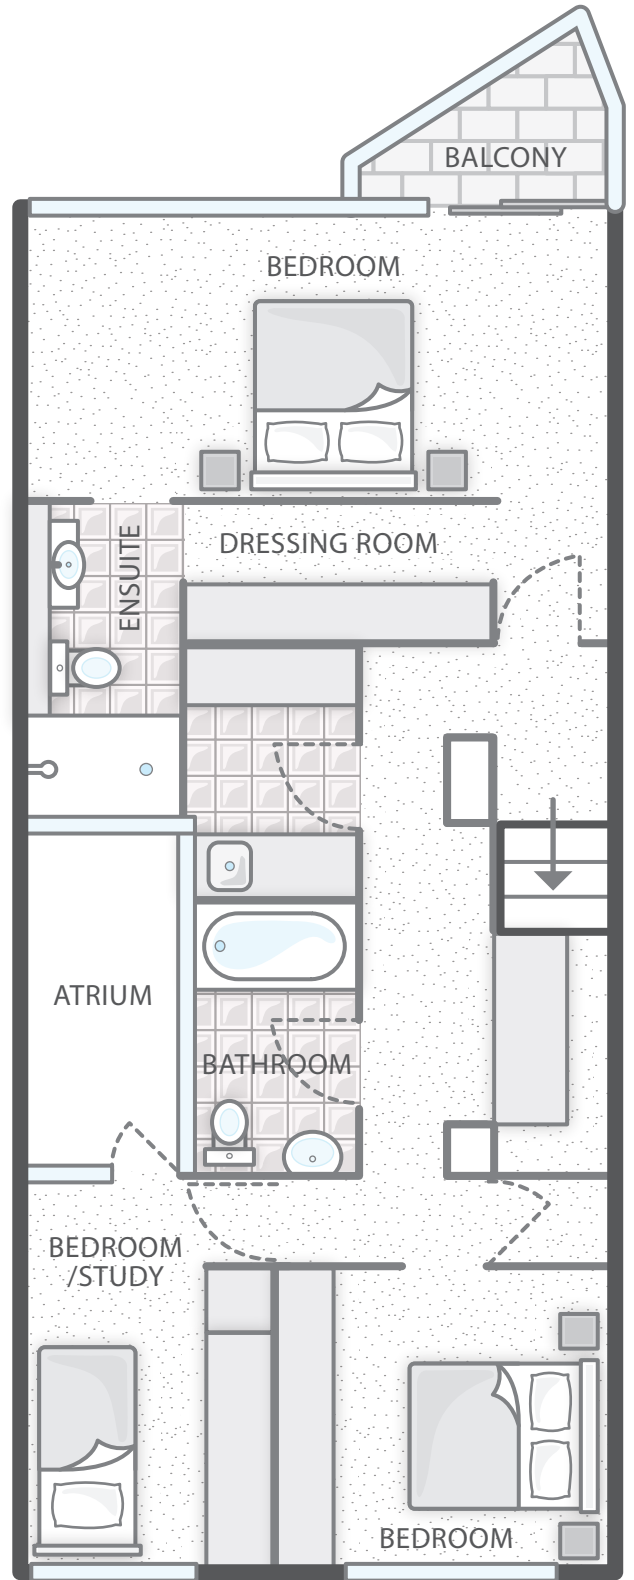 BALCONY
BEDROOM
ENSUITE
DRESSING ROOM
ATRIUM
BATHROOM
BEDROOM
/STUDY
BEDROOM